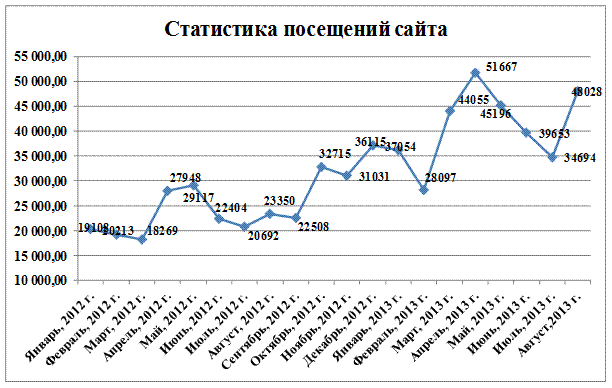 Статистика посещений сайта
55 000,00
50 000,00
45 000,00
40 000,00
35 000,00
30 000,00
25 000,00
20 000,00
15 000,00
10 000,00
19108
20213
18269
27948
29117
22404
20692
23350
22508
32715
31031
36115
37054
28097
44055
51667
45196
39653
34694
48028
Январь, 2012 г.
Февраль, 2012 г.
Март, 2012 г.
Апрель, 2012 г.
Май, 2012 г.
Июнь, 2012 г.
Июль, 2012 г.
Август, 2012 г.
Сентябрь, 2012 г.
Октябрь, 2012 г.
Ноябрь, 2012 г.
Декабрь, 2012 г.
Январь, 2013 г.
Февраль, 2013 г.
Март, 2013 г.
Апрель, 2013 г.
Май, 2013 г.
Июнь, 2013 г.
Июль, 2013 г.
Август,2013 г.